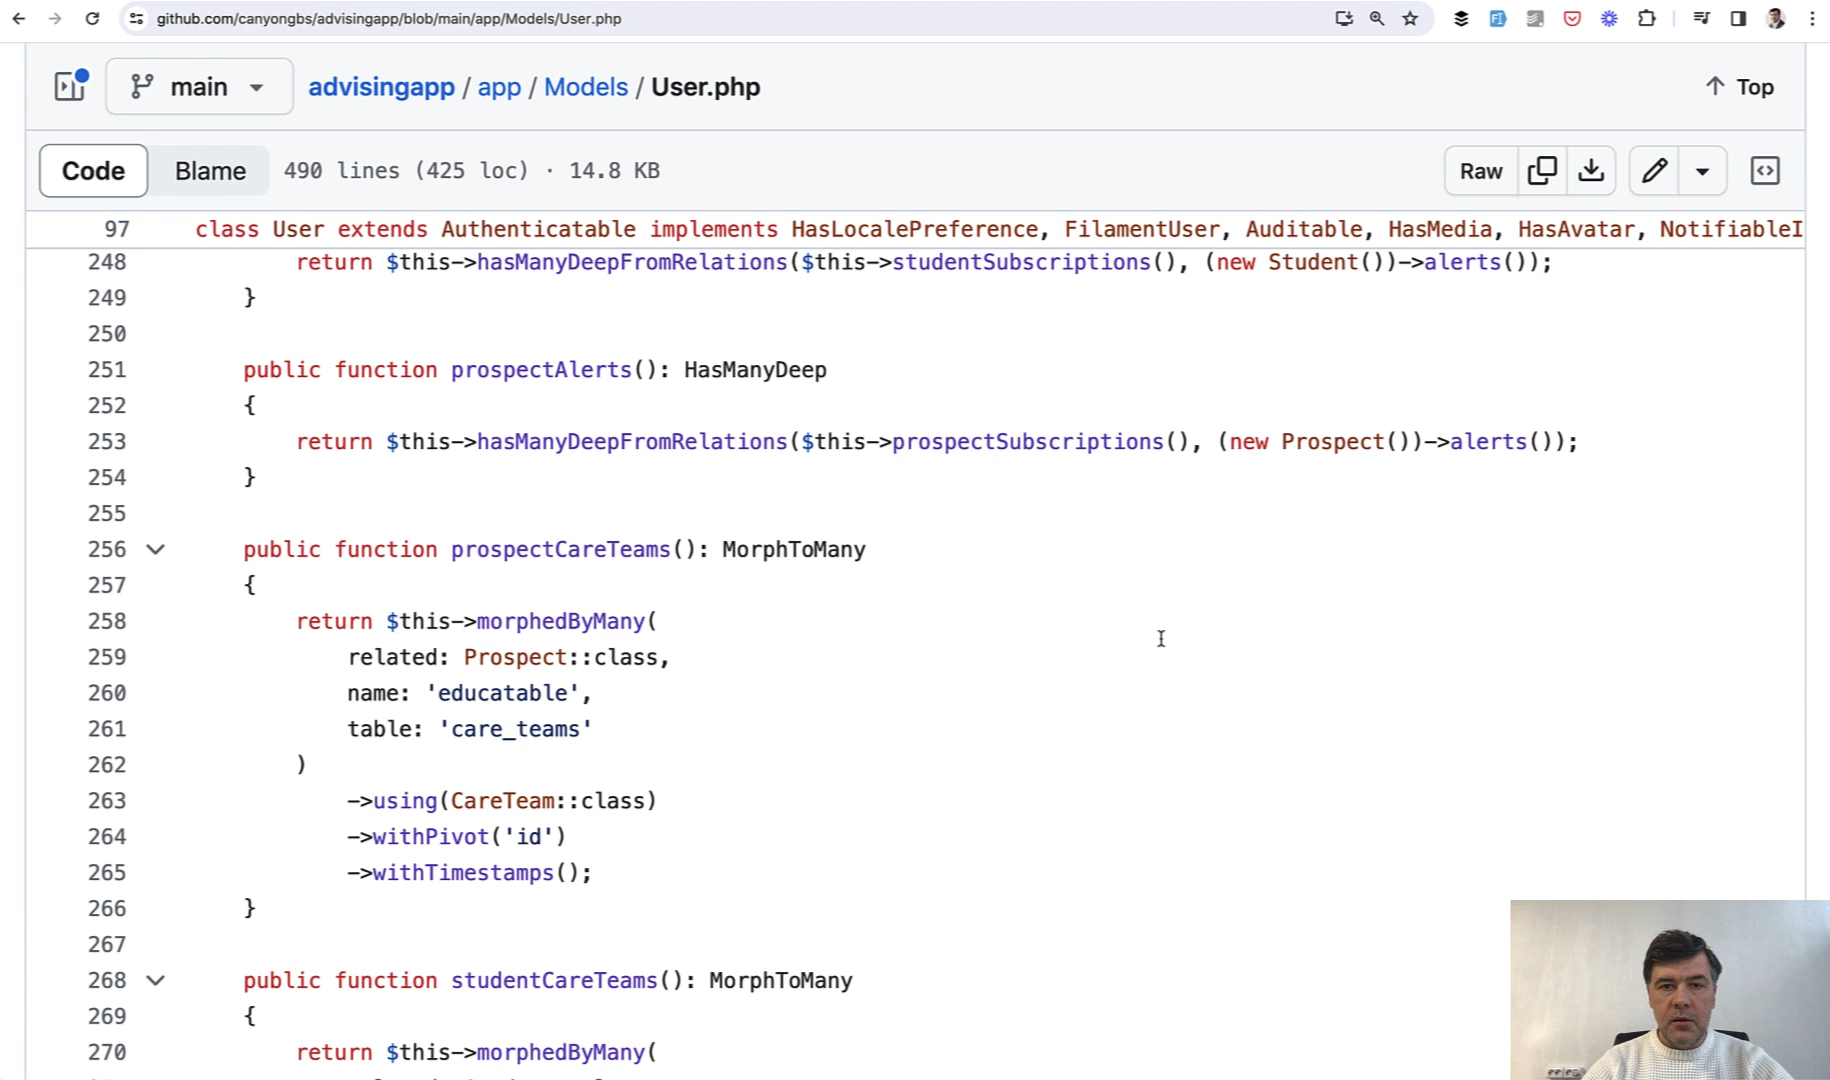 github.com/canyongbs/advisingapp/blob/main/app/Models/User.php
main advisingapp / app / Models / User.php Top
Code Blame 490 lines (425 loc) · 14.8 KB Raw
97 class User extends Authenticatable implements HasLocalePreference, FilamentUser, Auditable, HasMedia, HasAvatar, NotifiableI
248 return $this->hasManyDeepFromRelations($this->studentSubscriptions(), (new Student())->alerts());
249 }
250
251 public function prospectAlerts(): HasManyDeep
252 {
253 return $this->hasManyDeepFromRelations($this->prospectSubscriptions(), (new Prospect())->alerts());
254 }
255
256 public function prospectCareTeams(): MorphToMany
257 {
258 return $this->morphedByMany(
259 related: Prospect::class,
260 name: 'educatable',
261 table: 'care_teams'
262 )
263 ->using(CareTeam::class)
264 ->withPivot('id')
265 ->withTimestamps();
266 }
267
268 public function studentCareTeams(): MorphToMany
269 {
270 return $this->morphedByMany(